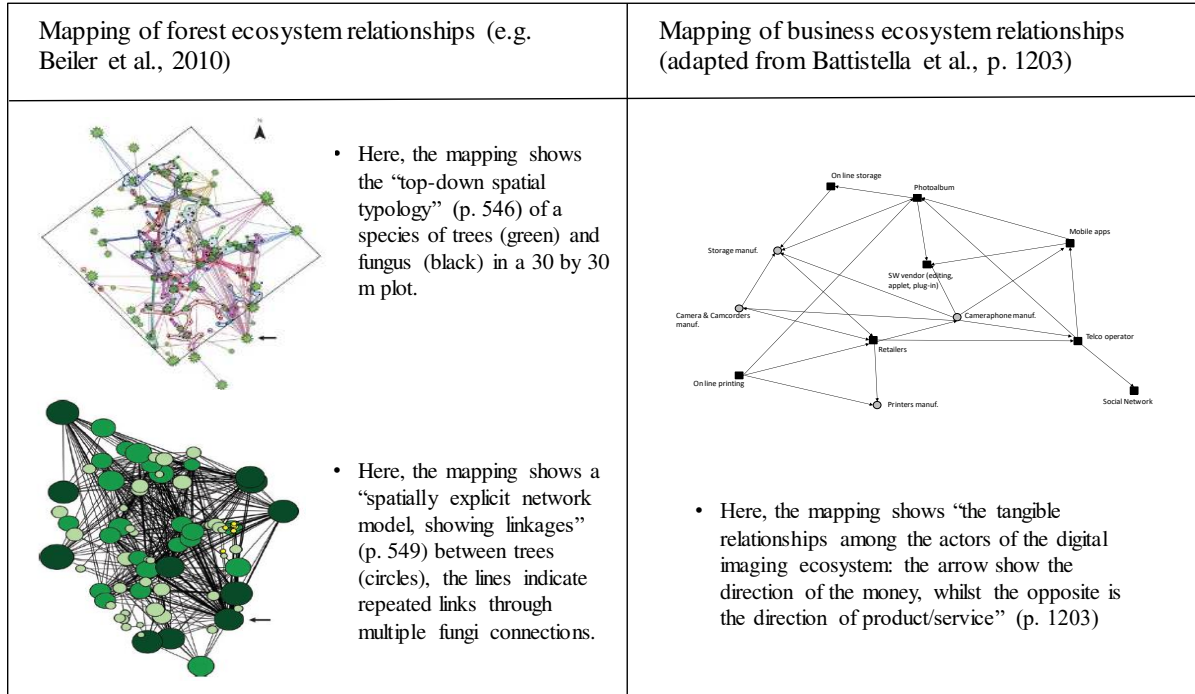 Mapping of forest ecosystem relationships (e.g.
Beiler et al., 2010)
Mapping of business ecosystem relationships
(adapted from Battistella et al., p. 1203)
• Here, the mapping shows
the “top-down spatial
typology” (p. 546) of a
species of trees (green) and
fungus (black) in a 30 by 30
m plot.
• Here, the mapping shows a
“spatially explicit network
model, showing linkages”
(p. 549) between trees
(circles), the lines indicate
repeated links through
multiple fungi connections.
On line storage
Photoalbum
Mobile apps
Storage manuf.
SW vendor (editing,
applet, plug-in)
Camera & Camcorders
manuf.
Cameraphone manuf.
Telco operator
Retailers
On line printing
Social Network
Printers manuf.
• Here, the mapping shows “the tangible
relationships among the actors of the digital
imaging ecosystem: the arrow show the
direction of the money, whilst the opposite is
the direction of product/service” (p. 1203)